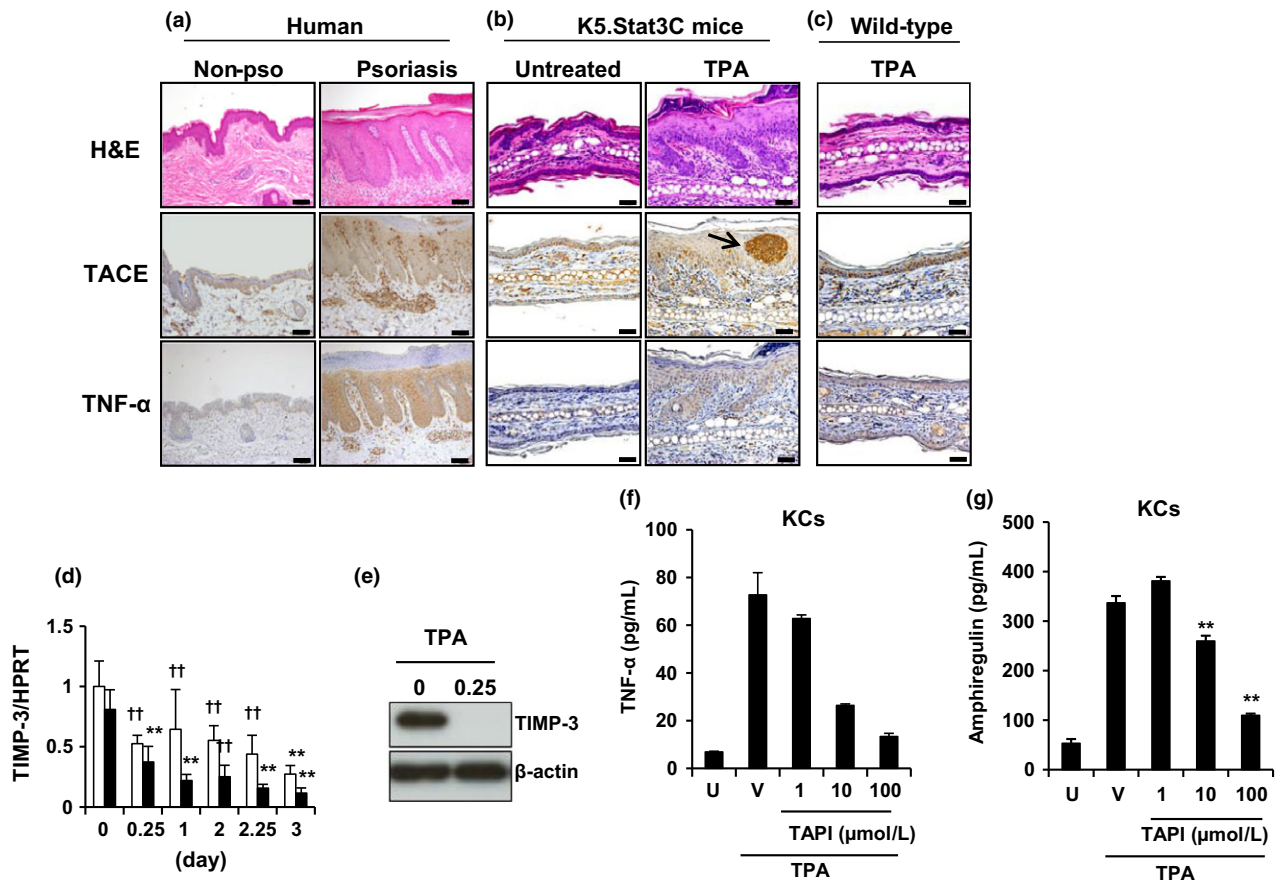 (a) (b) (c)
Human K5.Stat3C mice Wild-type
Non-pso Psoriasis Untreated TPA TPA
H&E
TACE
TNF-α
(d)
TIMP-3/HPRT
1.5
1
0.5
0
††
††
††
††
††
**
**
**
**
**
0 0.25 1 2 2.25 3
(day)
(e)
TPA
0 0.25
TIMP-3
β-actin
(f)
KCs
TNF-α (pg/mL)
100
80
60
40
20
0
U V 1 10 100
TAPI (µmol/L)
TPA
(g)
KCs
Amphiregulin (pg/mL)
500
400
300
200
100
0
**
**
U V 1 10 100
TAPI (µmol/L)
TPA